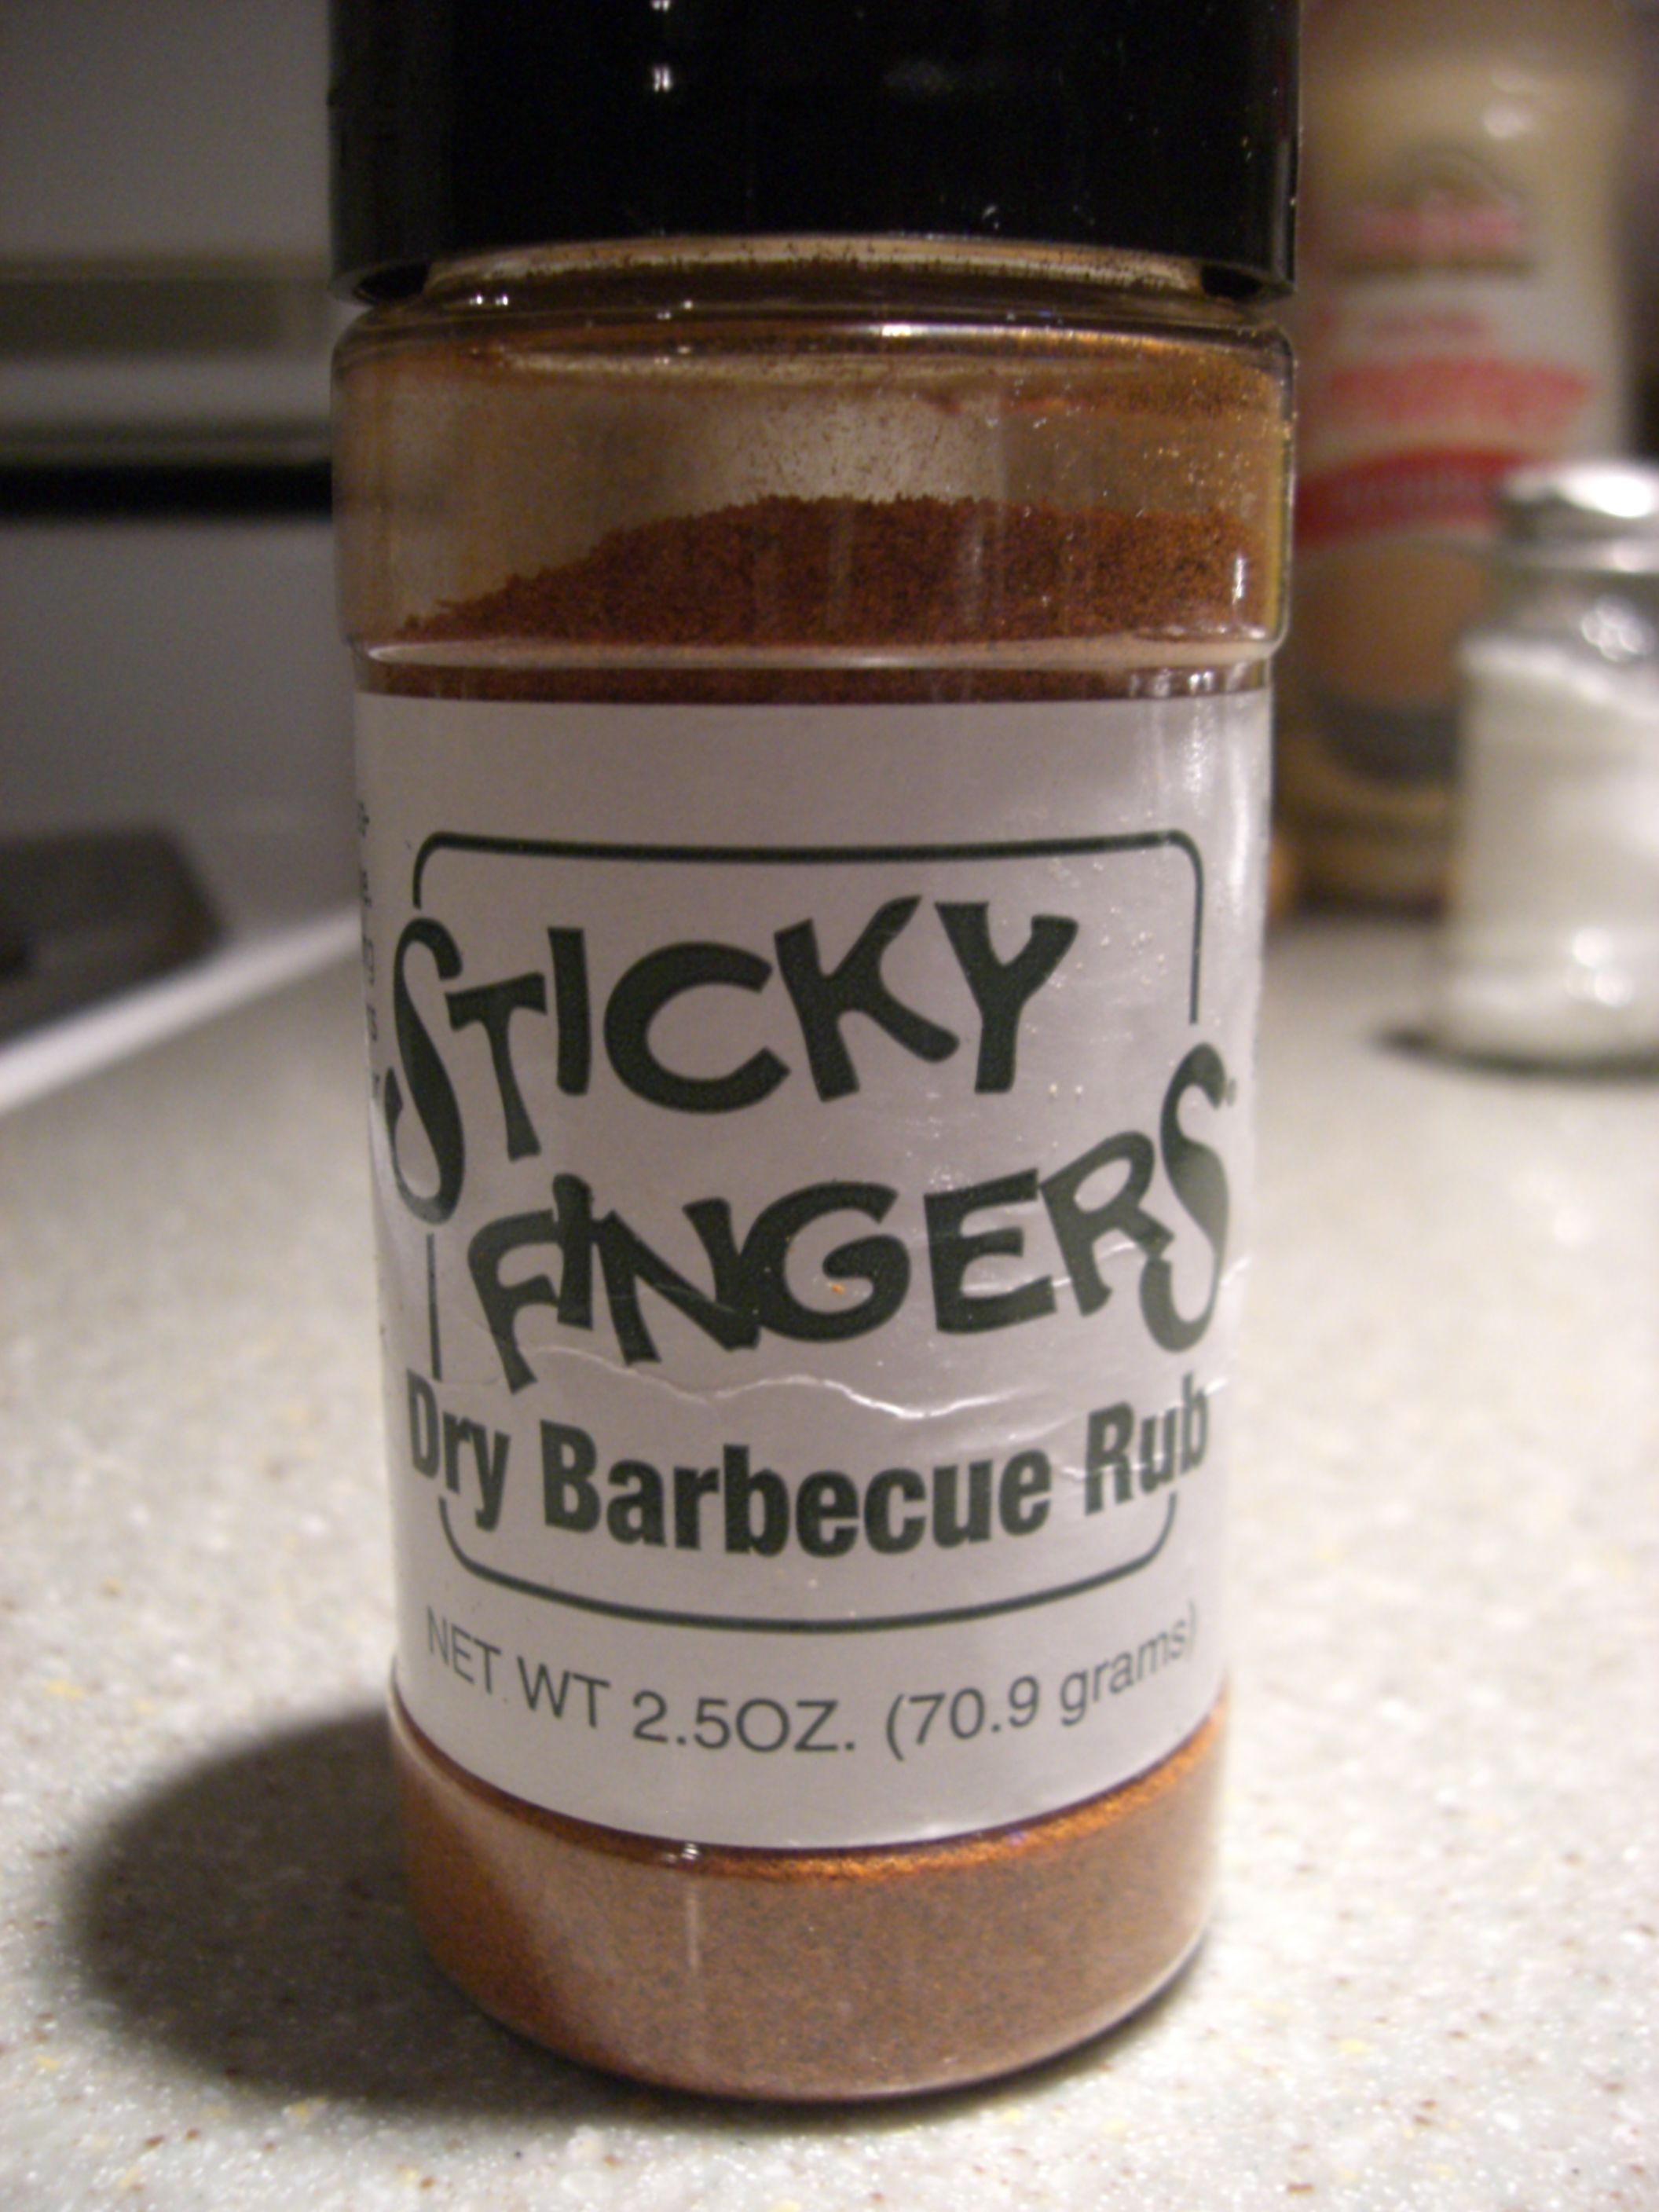 STICKY
FINGERS
Dry Barbecue Rub
NET WT 2.5OZ. (70.9 grams)